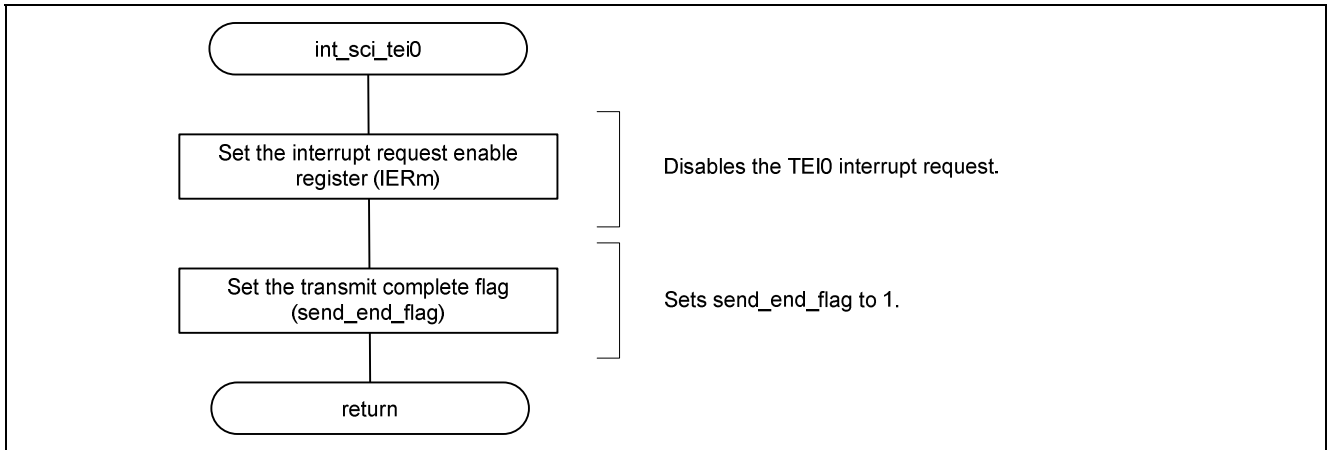 int_sci_tei0
Set the interrupt request enable
register (IERm)
Disables the TEI0 interrupt request.
Set the transmit complete flag
(send_end_flag)
Sets send_end_flag to 1.
return